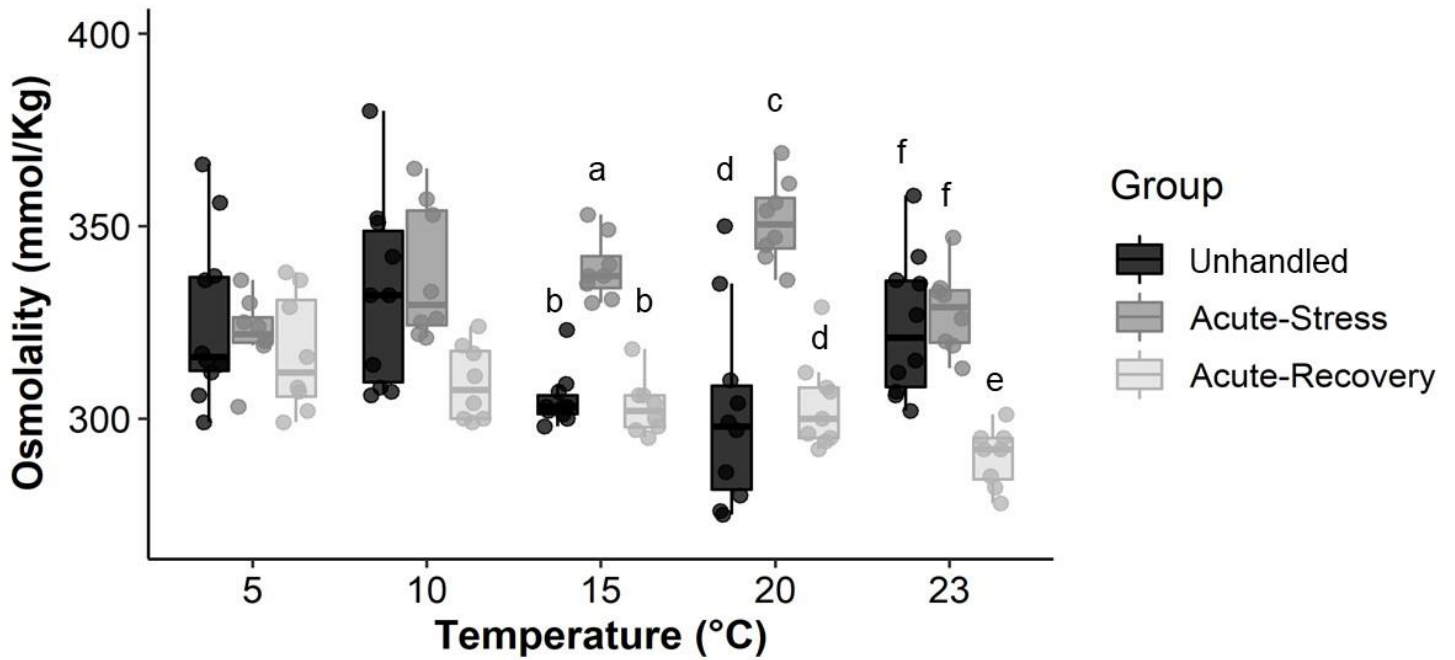 Osmolality (mmol/Kg)
400
350
300
a
b
b
c
d
d
f
f
e
5
10
15
20
23
Temperature (°C)
Group
Unhandled
Acute-Stress
Acute-Recovery